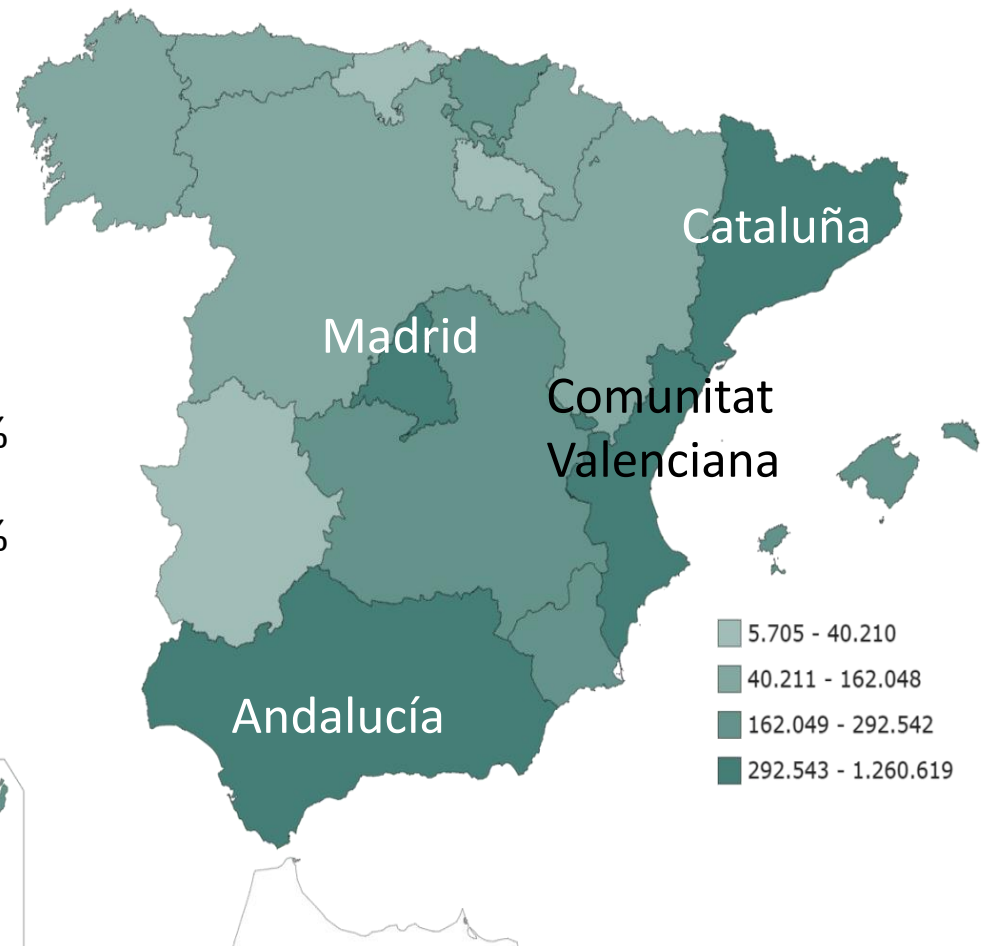 Cataluña
Madrid
Comunitat
Valenciana
%
%
Andalucía
5.705 - 40.210
40.211 - 162.048
162.049 - 292.542
292.543 - 1.260.619